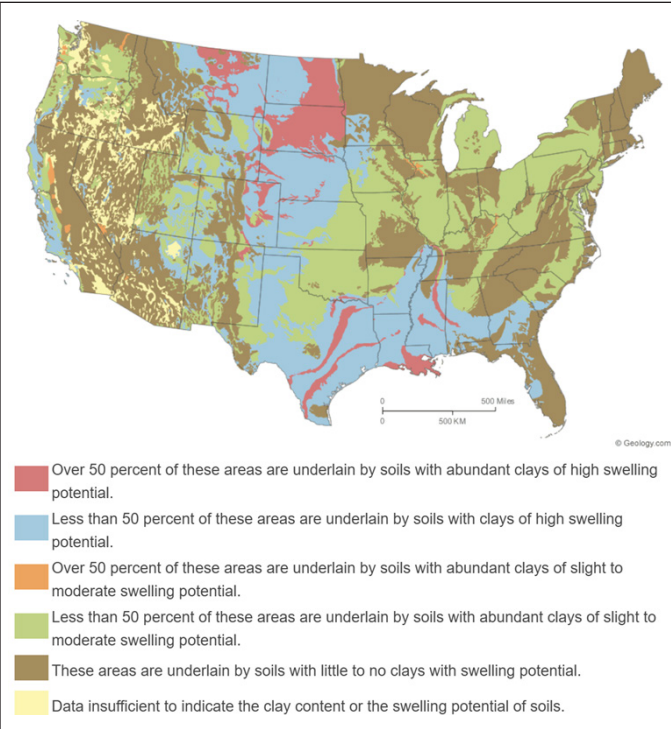 0
500 Miles
0
500 KM
© Geology.com
Over 50 percent of these areas are underlain by soils with abundant clays of high swelling
potential.
Less than 50 percent of these areas are underlain by soils with clays of high swelling
potential.
Over 50 percent of these areas are underlain by soils with abundant clays of slight to
moderate swelling potential.
Less than 50 percent of these areas are underlain by soils with abundant clays of slight to
moderate swelling potential.
These areas are underlain by soils with little to no clays with swelling potential.
Data insufficient to indicate the clay content or the swelling potential of soils.